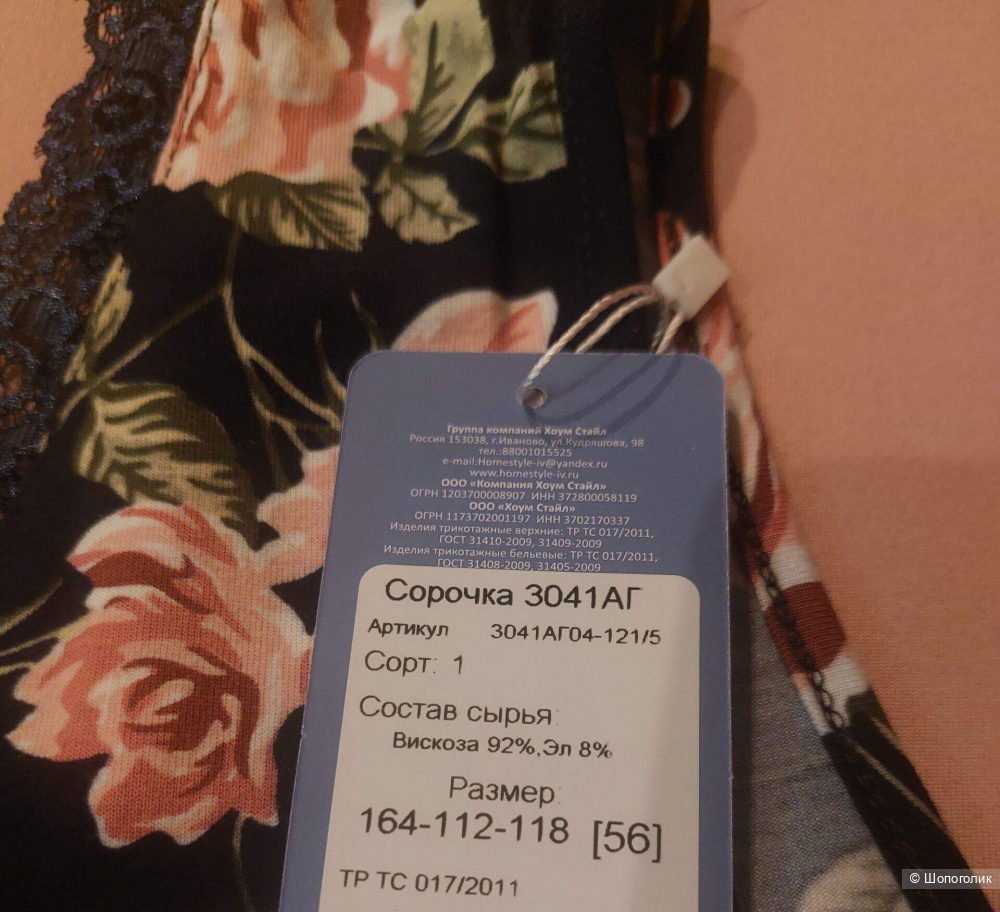 Группа компаний Хоум Стайл
Россия 153038, г.Иваново, ул.Кудряшова, 98
тел.:88001015525
e-mail:Homestyle-iv@yandex.ru
www.homestyle-iv.ru
ООО «Компания Хоум Стайл»
ОГРН 1203700008907 ИНН 372800058119
ООО «Хоум Стайл»
ОГРН 1173702001197 ИНН 3702170337
Изделия трикотажные верхние: ТР ТС 017/2011,
ГОСТ 31410-2009, 31409-2009
Изделия трикотажные бельевые: ТР ТС 017/2011,
ГОСТ 31408-2009, 31405-2009
Сорочка 3041АГ
Артикул 3041АГ04-121/5
Сорт: 1
Состав сырья:
Вискоза 92%,Эл 8%
Размер:
164-112-118 [56]
ТР ТС 017/2011
© Шопоголик